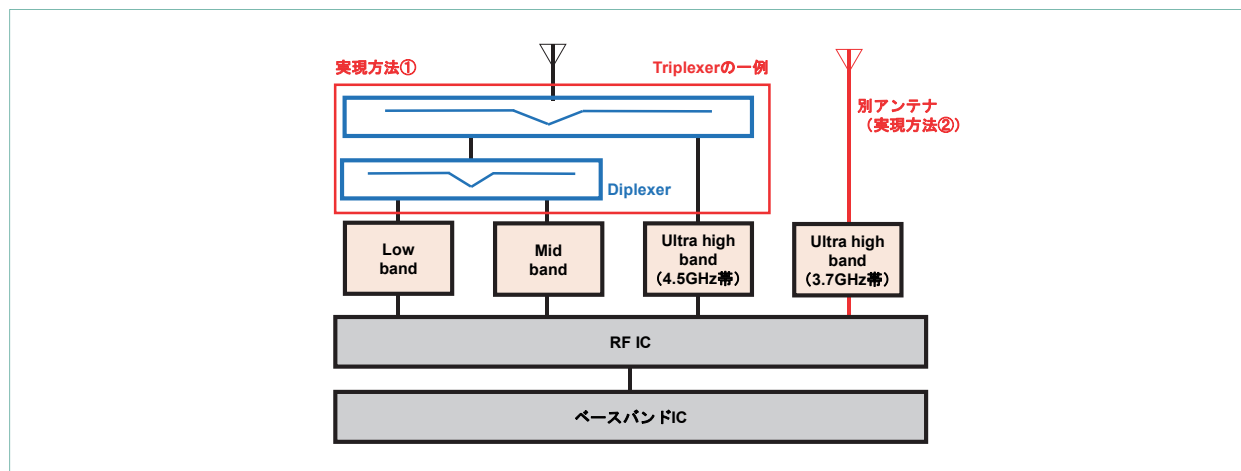 実現方法①
Triplexerの一例
別アンテナ
（実現方法②）
Diplexer
Low
band
Mid
band
Ultra high
band
（4.5GHz帯）
Ultra high
band
（3.7GHz帯）
RF IC
ベースバンドIC